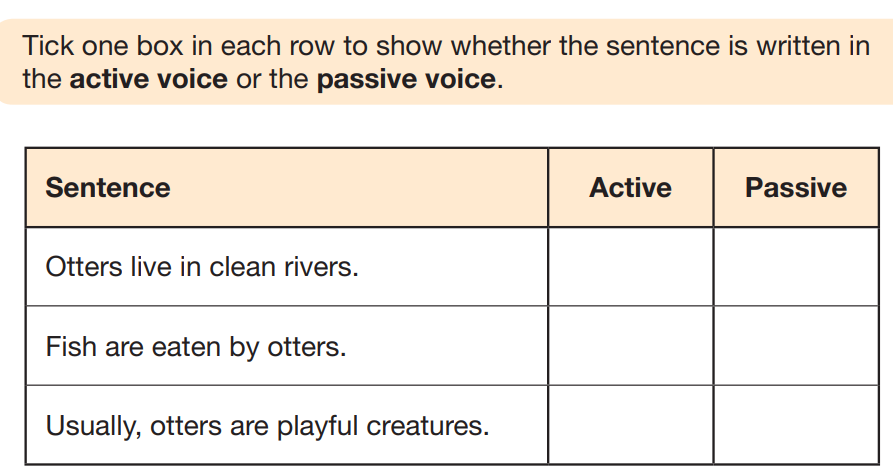 Tick one box in each row to show whether the sentence is written in
the active voice or the passive voice.
Sentence Active Passive
Otters live in clean rivers.
Fish are eaten by otters.
Usually, otters are playful creatures.